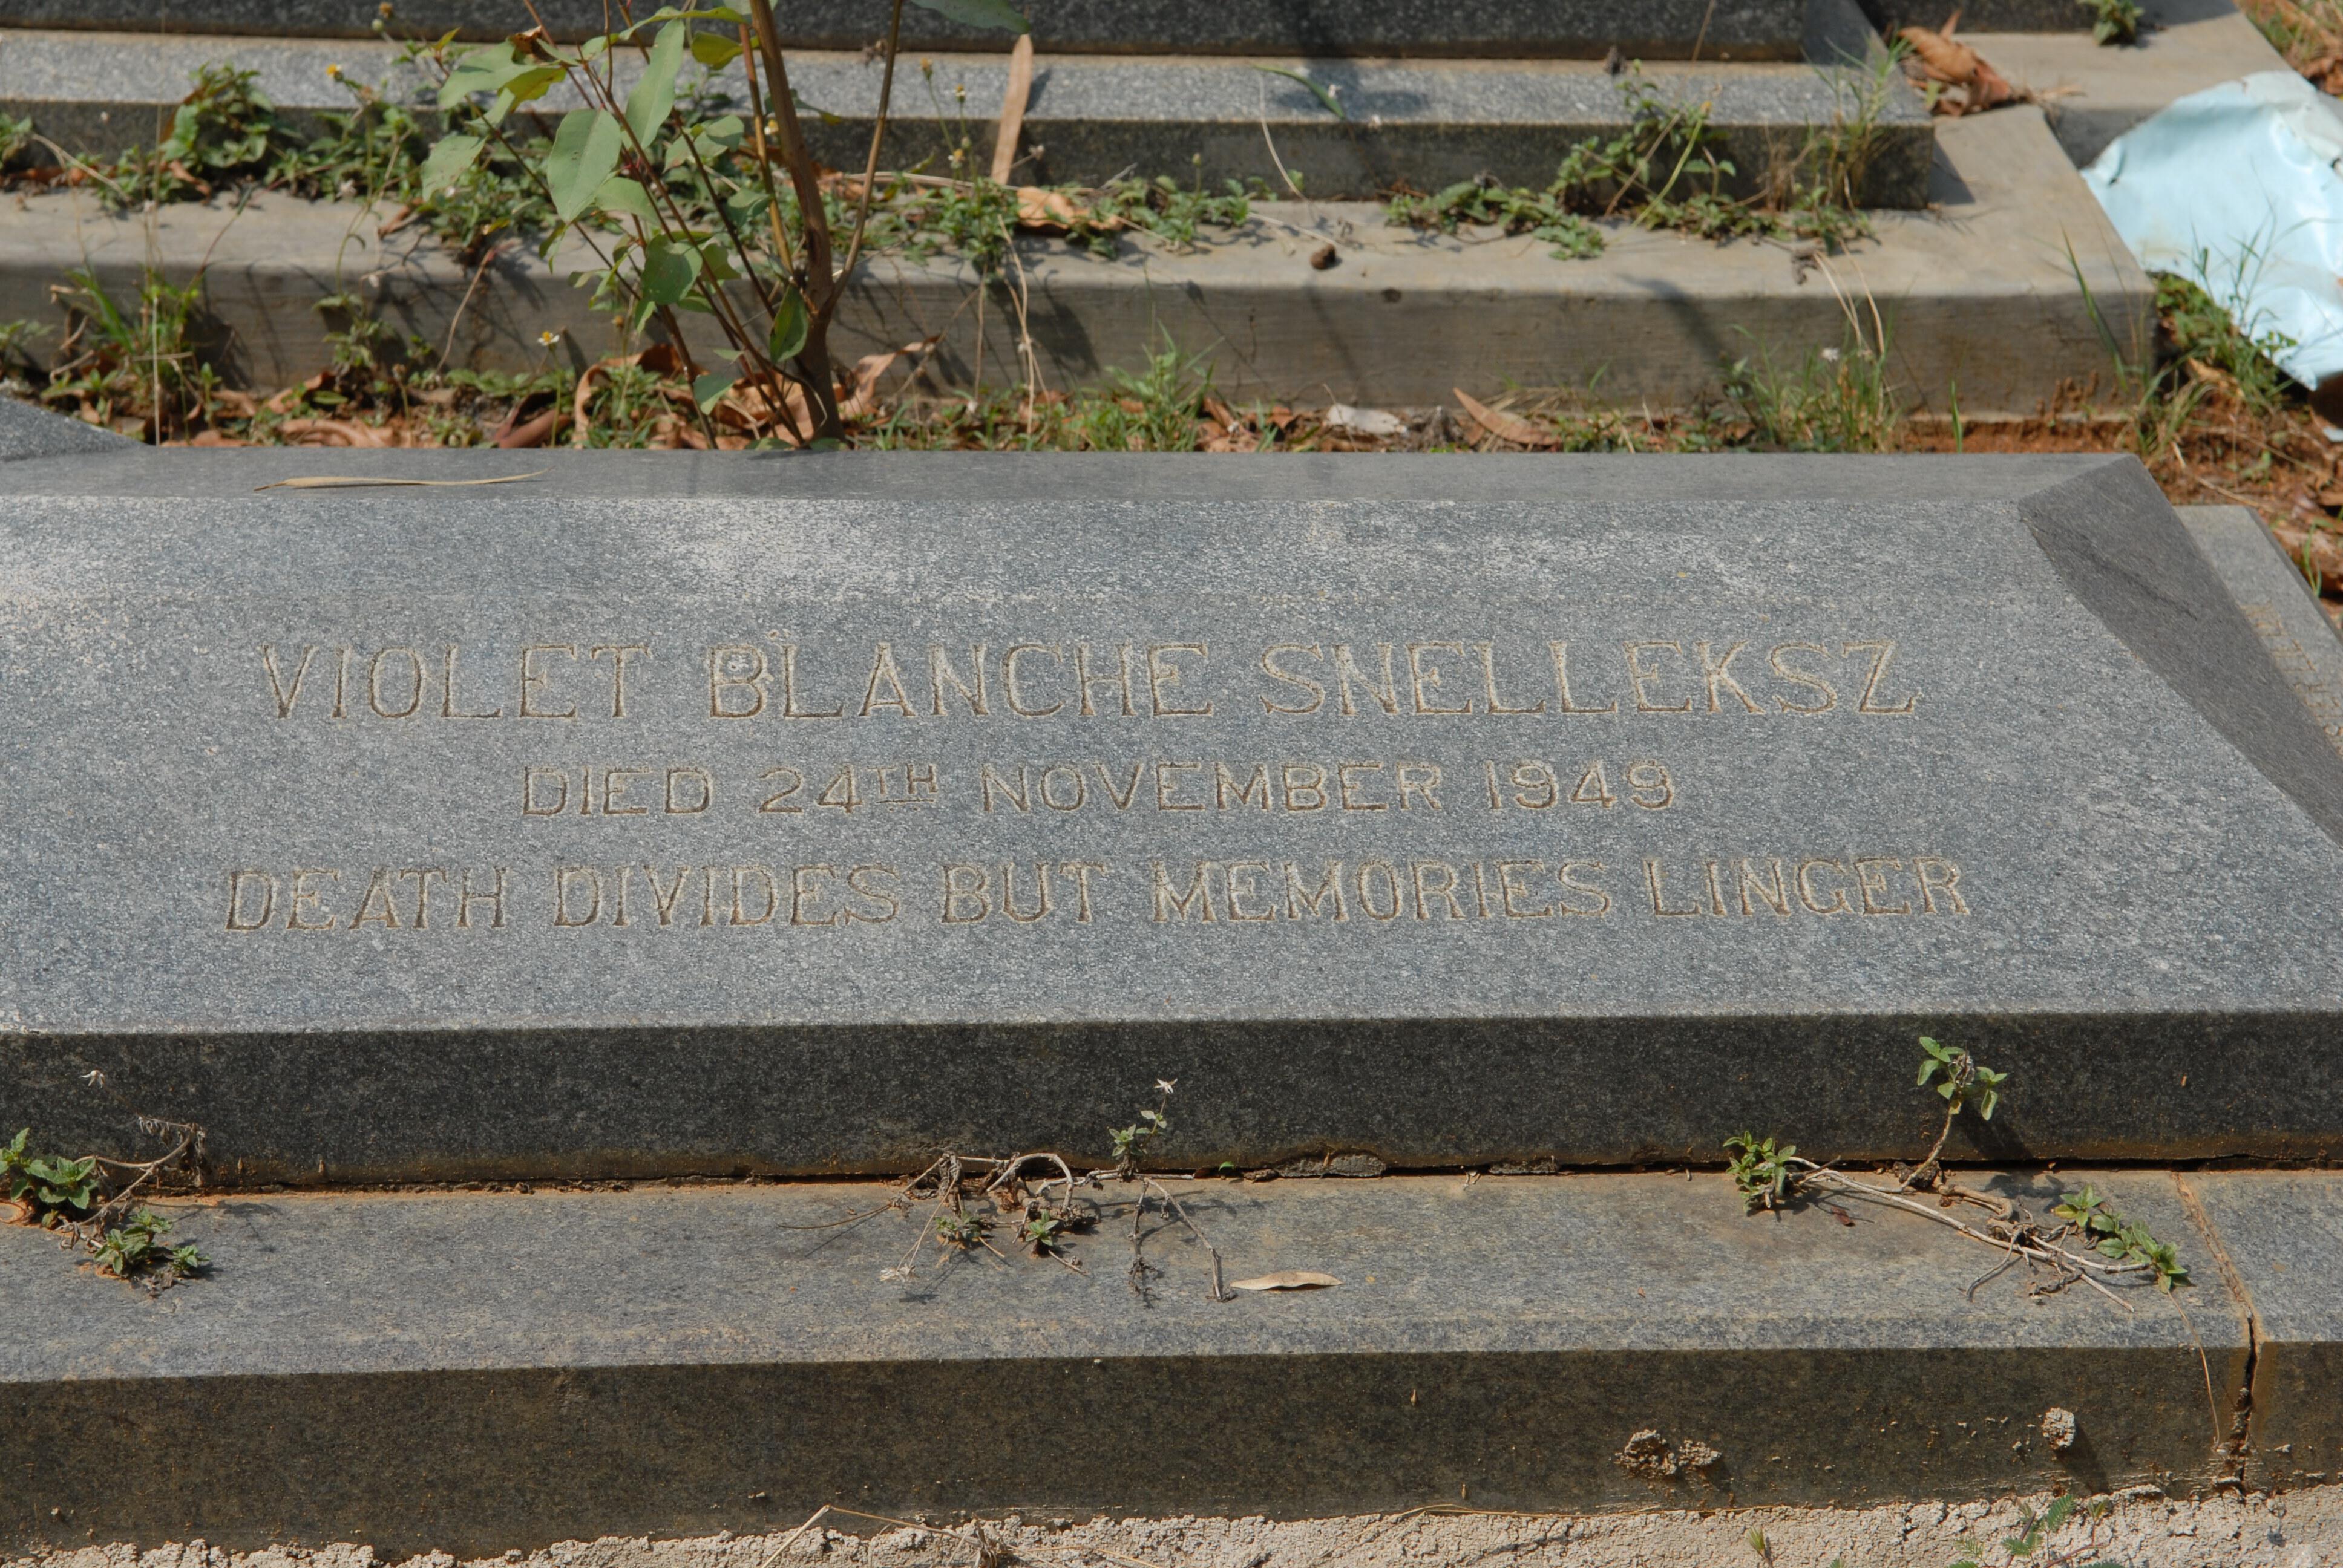 VIOLET BLANCHE SNELLEKSZ
DIED 24TH NOVEMBER 1949
DEATH DIVIDES BUT MEMORIES LINGER